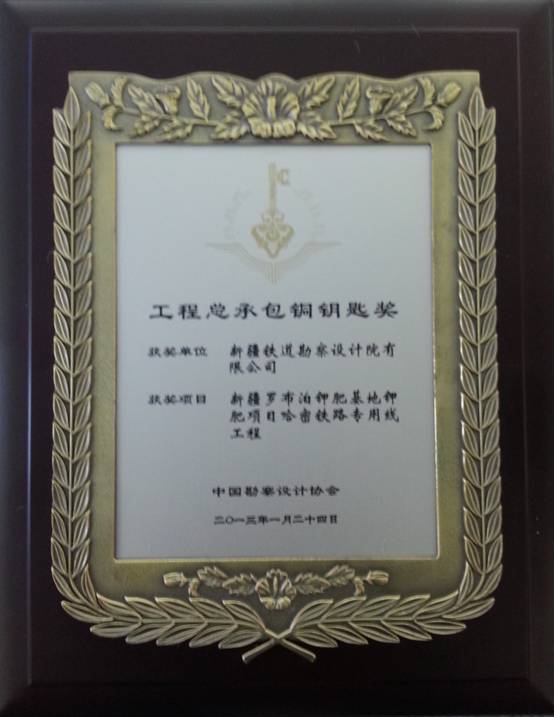 工程总承包铜钥匙奖
获奖单位 新疆铁道勘察设计院有
限公司
获奖项目 新疆罗布泊钾肥基地钾
肥项目哈密铁路专用线
工程
中国勘察设计协会
二〇一三年一月二十四日